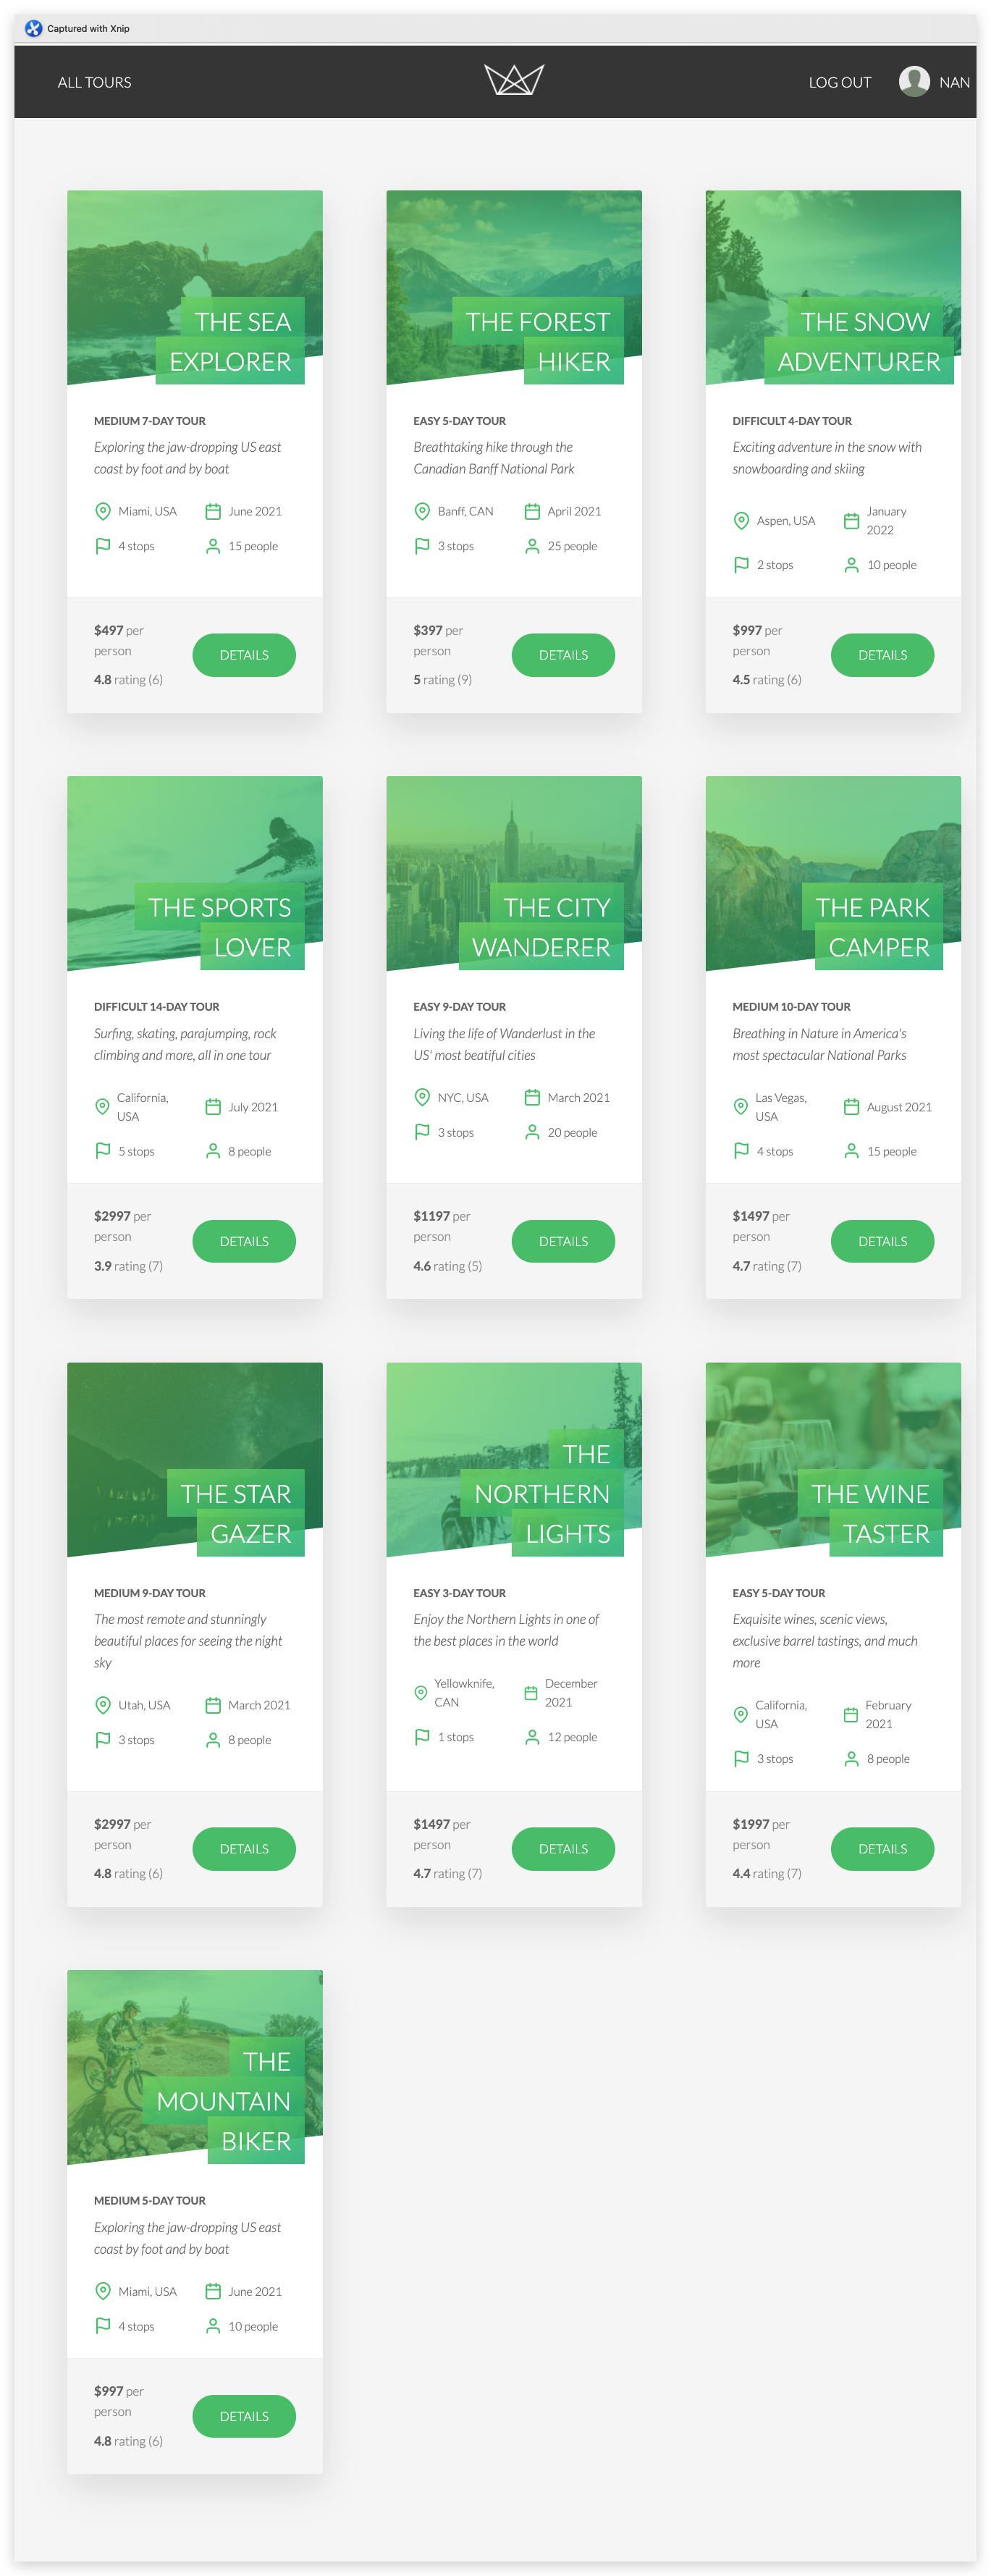 Captured with Xnip
ALL TOURS
LOG OUT
NAN
THE SEA
EXPLORER
MEDIUM 7-DAY TOUR
Exploring the jaw-dropping US east
coast by foot and by boat
Miami, USA
June 2021
4 stops
15 people
$497 per
person
4.8 rating (6)
DETAILS
THE FOREST
HIKER
EASY 5-DAY TOUR
Breathtaking hike through the
Canadian Banff National Park
Banff, CAN
April 2021
3 stops
25 people
$397 per
person
5 rating (9)
DETAILS
THE SNOW
ADVENTURER
DIFFICULT 4-DAY TOUR
Exciting adventure in the snow with
snowboarding and skiing
Aspen, USA
January
2022
2 stops
10 people
$997 per
person
4.5 rating (6)
DETAILS
THE SPORTS
LOVER
DIFFICULT 14-DAY TOUR
Surfing, skating, parajumping, rock
climbing and more, all in one tour
California,
USA
July 2021
5 stops
8 people
$2997 per
person
3.9 rating (7)
DETAILS
THE CITY
WANDERER
EASY 9-DAY TOUR
Living the life of Wanderlust in the
US' most beatiful cities
NYC, USA
March 2021
3 stops
20 people
$1197 per
person
4.6 rating (5)
DETAILS
THE PARK
CAMPER
MEDIUM 10-DAY TOUR
Breathing in Nature in America's
most spectacular National Parks
Las Vegas,
USA
August 2021
4 stops
15 people
$1497 per
person
4.7 rating (7)
DETAILS
THE STAR
GAZER
MEDIUM 9-DAY TOUR
The most remote and stunningly
beautiful places for seeing the night
sky
Utah, USA
March 2021
3 stops
8 people
$2997 per
person
4.8 rating (6)
DETAILS
THE
NORTHERN
LIGHTS
EASY 3-DAY TOUR
Enjoy the Northern Lights in one of
the best places in the world
Yellowknife,
CAN
December
2021
1 stops
12 people
$1497 per
person
4.7 rating (7)
DETAILS
THE WINE
TASTER
EASY 5-DAY TOUR
Exquisite wines, scenic views,
exclusive barrel tastings, and much
more
California,
USA
February
2021
3 stops
8 people
$1997 per
person
4.4 rating (7)
DETAILS
THE
MOUNTAIN
BIKER
MEDIUM 5-DAY TOUR
Exploring the jaw-dropping US east
coast by foot and by boat
Miami, USA
June 2021
4 stops
10 people
$997 per
person
4.8 rating (6)
DETAILS